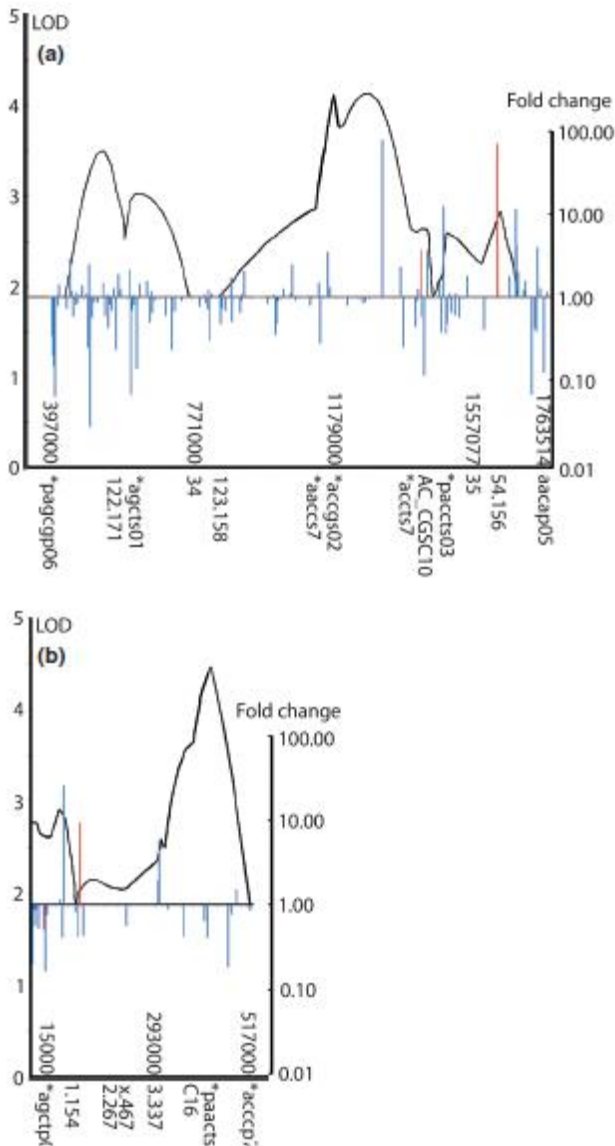 5
LOD
(a)
4
Fold change
100.00
3
10.00
2
1.00
1
0.10
0
0.01
397000
771000
1179000
1557077
1763514
*pagcgp06
122.171
*agcts01
34
123.158
*aaccs7
*accgs02
*accts7
AC_CGSC10
*paccts03
35
54.156
aacap05
5
LOD
(b)
4
Fold change
100.00
3
10.00
2
1.00
1
0.10
0
0.01
15000
293000
517000
1.154
2.267
x.467
3.337
C16
*paacts